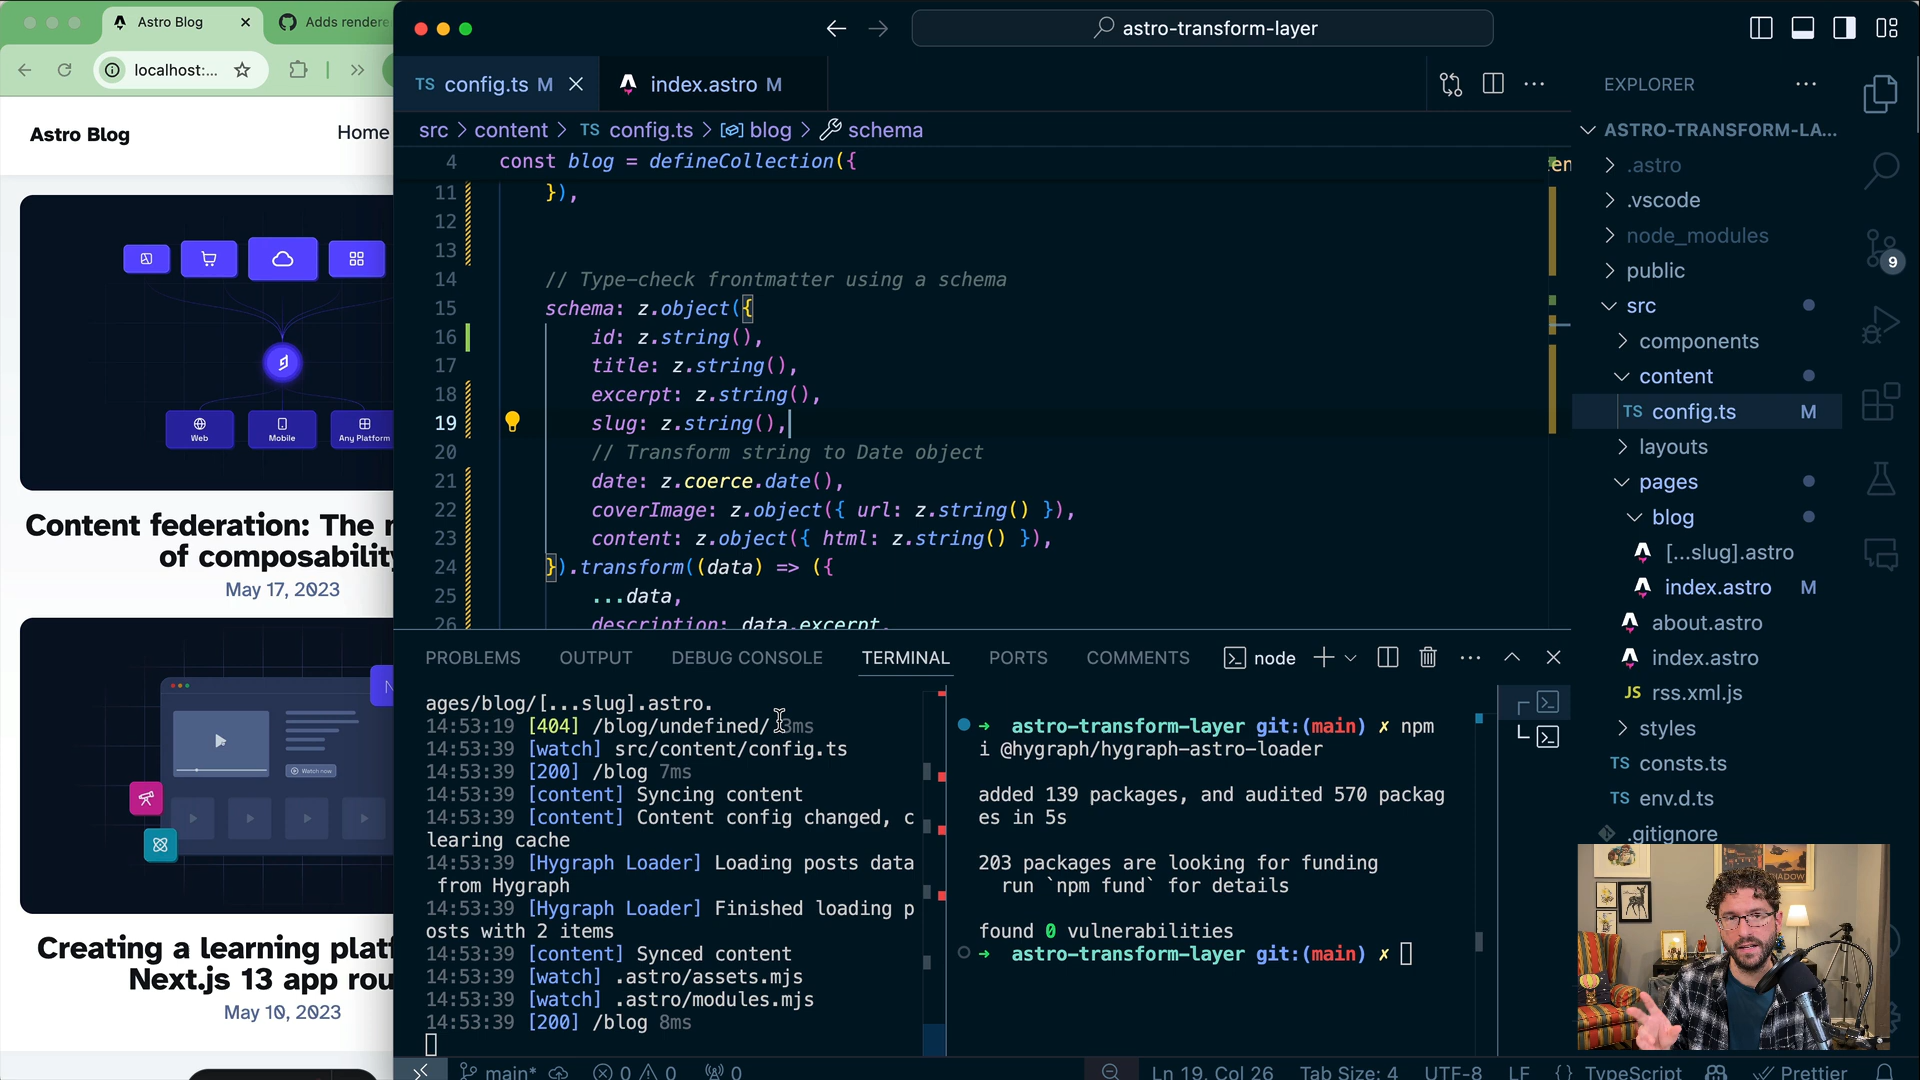 Astro Blog
Adds rendere
localhost:...
astro-transform-layer
Astro Blog
Home
Web
Mobile
Any Platform
Content federation: The
of composability
May 17, 2023
Watch now
Creating a learning platf
Next.js 13 app rou
May 10, 2023
TS config.ts M
index.astro M
src > content > TS config.ts > blog > schema
4 const blog = defineCollection({
11 }),
12
13
14 // Type-check frontmatter using a schema
15 schema: z.object({
16 id: z.string(),
17 title: z.string(),
18 excerpt: z.string(),
19 slug: z.string(),
20 // Transform string to Date object
21 date: z.coerce.date(),
22 coverImage: z.object({ url: z.string() }),
23 content: z.object({ html: z.string() }),
24 }).transform((data) => ({
25 ...data,
26 description: data.excerpt,
PROBLEMS OUTPUT DEBUG CONSOLE TERMINAL PORTS COMMENTS node
ages/blog/[...slug].astro.
14:53:19 [404] /blog/undefined/ 3ms
14:53:39 [watch] src/content/config.ts
14:53:39 [200] /blog 7ms
14:53:39 [content] Syncing content
14:53:39 [content] Content config changed, c
learing cache
14:53:39 [Hygraph Loader] Loading posts data
from Hygraph
14:53:39 [Hygraph Loader] Finished loading p
osts with 2 items
14:53:39 [content] Synced content
14:53:39 [watch] .astro/assets.mjs
14:53:39 [watch] .astro/modules.mjs
14:53:39 [200] /blog 8ms
→ astro-transform-layer git:(main) ✗ npm
i @hygraph/hygraph-astro-loader
added 139 packages, and audited 570 packag
es in 5s
203 packages are looking for funding
run `npm fund` for details
found 0 vulnerabilities
→ astro-transform-layer git:(main) ✗
EXPLORER
ASTRO-TRANSFORM-LA...
.astro
.vscode
node_modules
public
src
components
content
TS config.ts M
layouts
pages
blog
[...slug].astro
index.astro M
about.astro
index.astro
JS rss.xml.js
styles
TS consts.ts
TS env.d.ts
.gitignore
9
main* 0 0 0
Ln 19, Col 26 Tab Size: 4 UTF-8 LF {} TypeScript Prettier